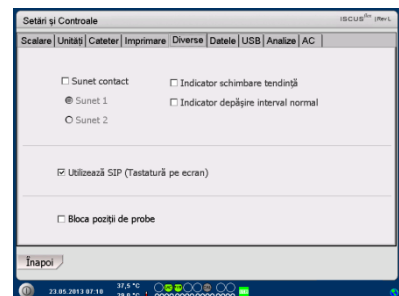 Setări și Controale
ISCUS
Scalare Unități Cateter Imprimare Diverse Datele USB Analize AC
Sunet contact
Indicator schimbare tendință
Sunet 1
Indicator depășire interval normal
Sunet 2
Utilizează SIP (Tastatură pe ecran)
Bloca poziții de probe
Înapoi
23.05.2013 07:10
37,5 °C